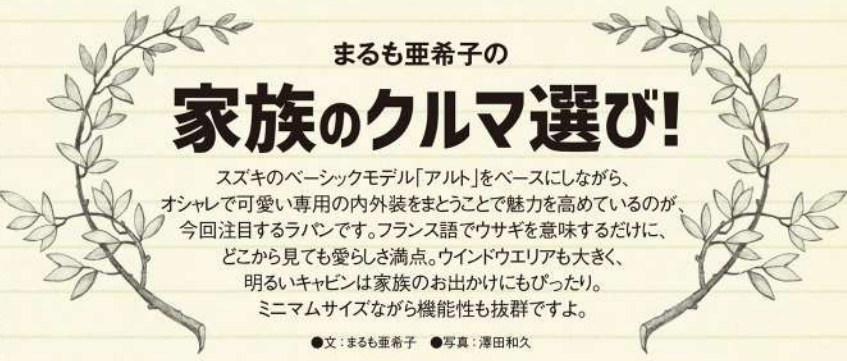 まるも亜希子の
家族のクルマ選び!
スズキのベーシックモデル「アルト」をベースにしながら、
オシャレで可愛い専用の内外装をまとうことで魅力を高めているのが、
今回注目するラパンです。フランス語でウサギを意味するだけに、
どこから見ても愛らしさ満点。ウインドウエリアも大きく、
明るいキャビンは家族のお出かけにもぴったり。
ミニマムサイズながら機能性も抜群ですよ。
●文：まるも亜希子　●写真：澤田和久